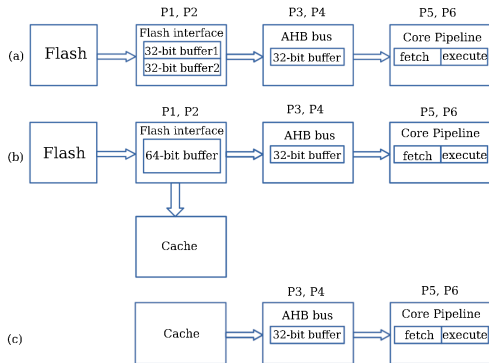 P1, P2
P3, P4
P5, P6
(a)
Flash
Flash interface
32-bit buffer1
32-bit buffer2
AHB bus
32-bit buffer
Core Pipeline
fetch
execute
P1, P2
P3, P4
P5, P6
(b)
Flash
Flash interface
64-bit buffer
AHB bus
32-bit buffer
Core Pipeline
fetch
execute
Cache
P3, P4
P5, P6
(c)
Cache
AHB bus
32-bit buffer
Core Pipeline
fetch
execute